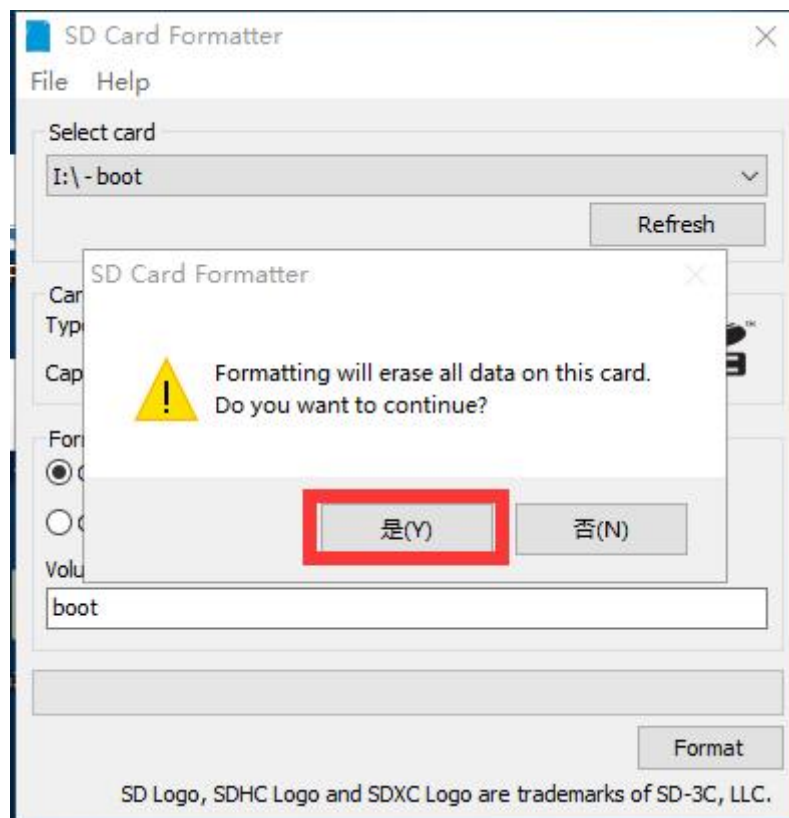 SD Card Formatter
File Help
Select card
I:\ - boot
Refresh
SD Card Formatter
Formatting will erase all data on this card.
Do you want to continue?
是(Y) 否(N)
boot
Format
SD Logo, SDHC Logo and SDXC Logo are trademarks of SD-3C, LLC.